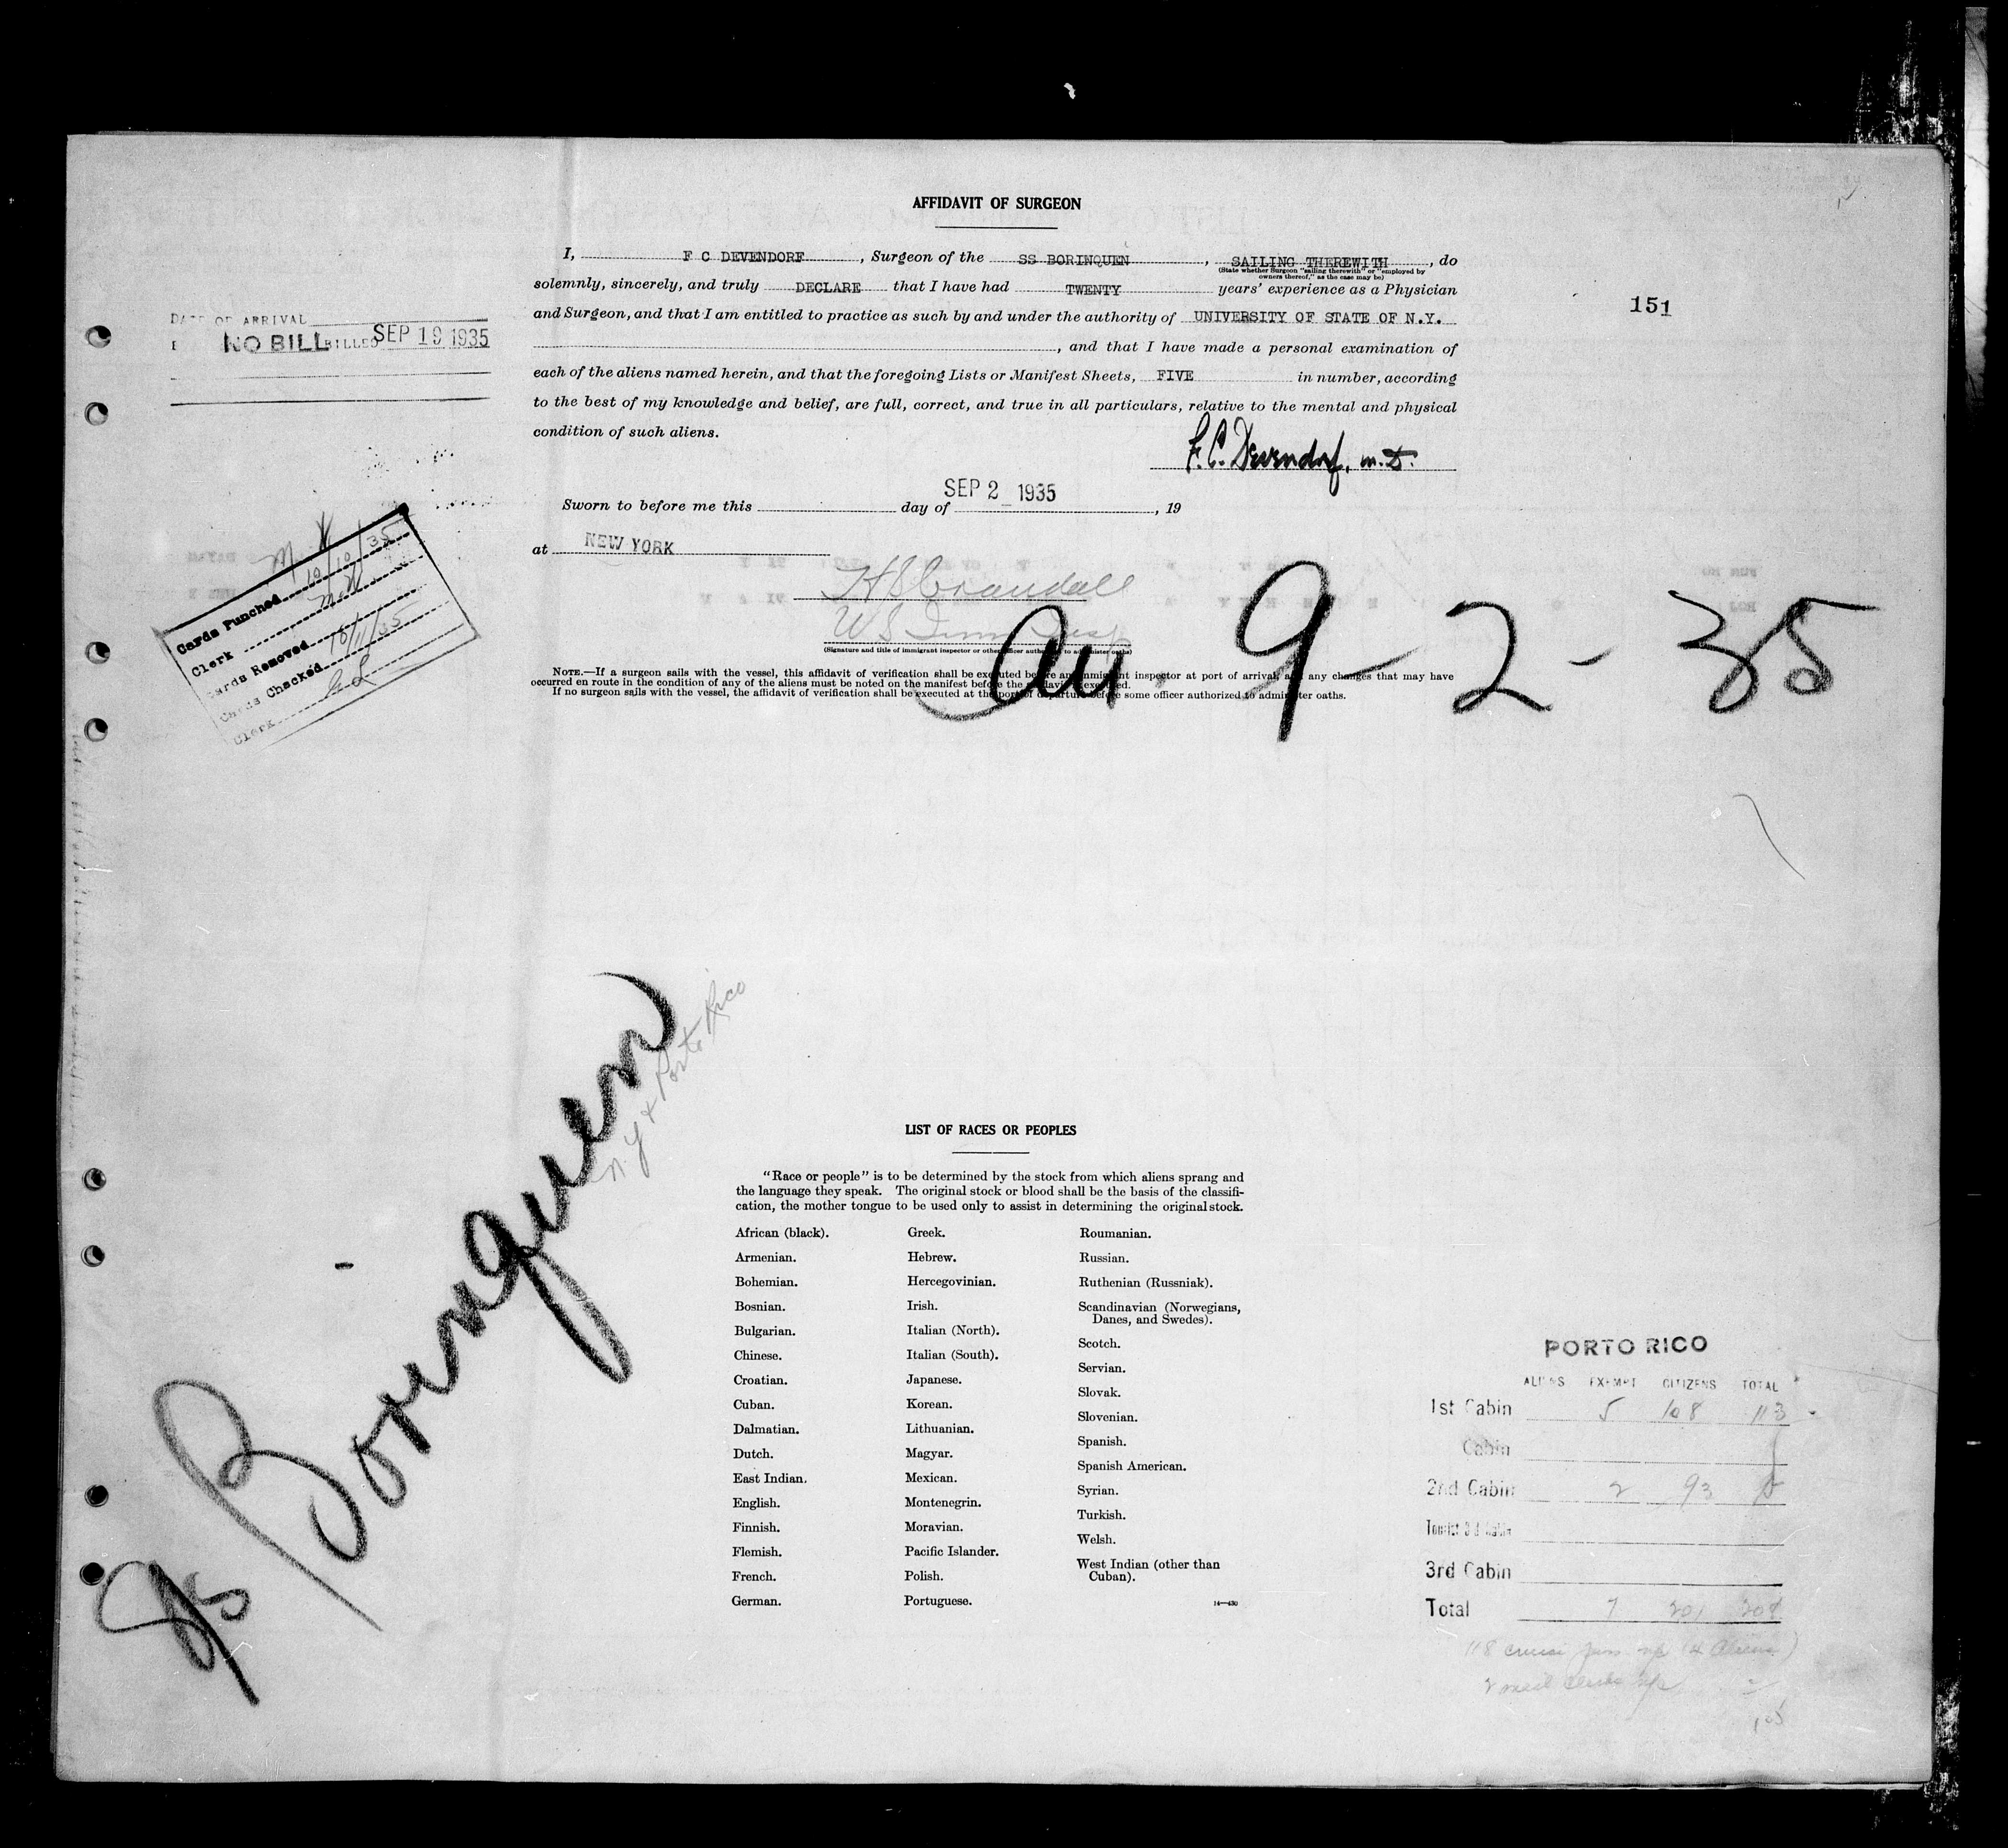 AFFIDAVIT OF SURGEON
I, F C DEVENDORF , Surgeon of the SS BORINQUEN , SAILING THEREWITH , do
(State whether Surgeon "sailing therewith" or "employed by
owners thereof," as the case may be)
solemnly, sincerely, and truly DECLARE that I have had TWENTY years' experience as a Physician
and Surgeon, and that I am entitled to practice as such by and under the authority of UNIVERSITY OF STATE OF N.Y.
, and that I have made a personal examination of
each of the aliens named herein, and that the foregoing Lists or Manifest Sheets, FIVE in number, according
to the best of my knowledge and belief, are full, correct, and true in all particulars, relative to the mental and physical
condition of such aliens.
F. C. Devendorf, M.D.
Sworn to before me this day of SEP 2 1935 , 19
at NEW YORK
H S Crandall
(Signature and title of immigrant inspector or other officer authorized to administer oaths)
NOTE.—If a surgeon sails with the vessel, this affidavit of verification shall be executed before an immigrant inspector at port of arrival, and any changes that may have
occurred en route in the condition of any of the aliens must be noted on the manifest before the affidavit is executed.
If no surgeon sails with the vessel, the affidavit of verification shall be executed at the port of departure before some officer authorized to administer oaths.
151
DATE OF ARRIVAL
NO BILL BILLED SEP 19 1935
Cards Punched 10/10/35
Clerk
Cards Removed
Cards Chacked 10/11/35
Clerk
Arr. 9-2-35
S/S Borinquen
N.Y & Porto Rico
LIST OF RACES OR PEOPLES
"Race or people" is to be determined by the stock from which aliens sprang and
the language they speak. The original stock or blood shall be the basis of the classifi-
cation, the mother tongue to be used only to assist in determining the original stock.
African (black).
Armenian.
Bohemian.
Bosnian.
Bulgarian.
Chinese.
Croatian.
Cuban.
Dalmatian.
Dutch.
East Indian.
English.
Finnish.
Flemish.
French.
German.
Greek.
Hebrew.
Hercegovinian.
Irish.
Italian (North).
Italian (South).
Japanese.
Korean.
Lithuanian.
Magyar.
Mexican.
Montenegrin.
Moravian.
Pacific Islander.
Polish.
Portuguese.
Roumanian.
Russian.
Ruthenian (Russniak).
Scandinavian (Norwegians,
Danes, and Swedes).
Scotch.
Servian.
Slovak.
Slovenian.
Spanish.
Spanish American.
Syrian.
Turkish.
Welsh.
West Indian (other than
Cuban).
14—430
PORTO RICO
ALIENS EXEMPT CITIZENS TOTAL
1st Cabin 5 108 113
Cabin
2nd Cabin 2 93
Tourist 3d Cabin
3rd Cabin
Total 7 201 208